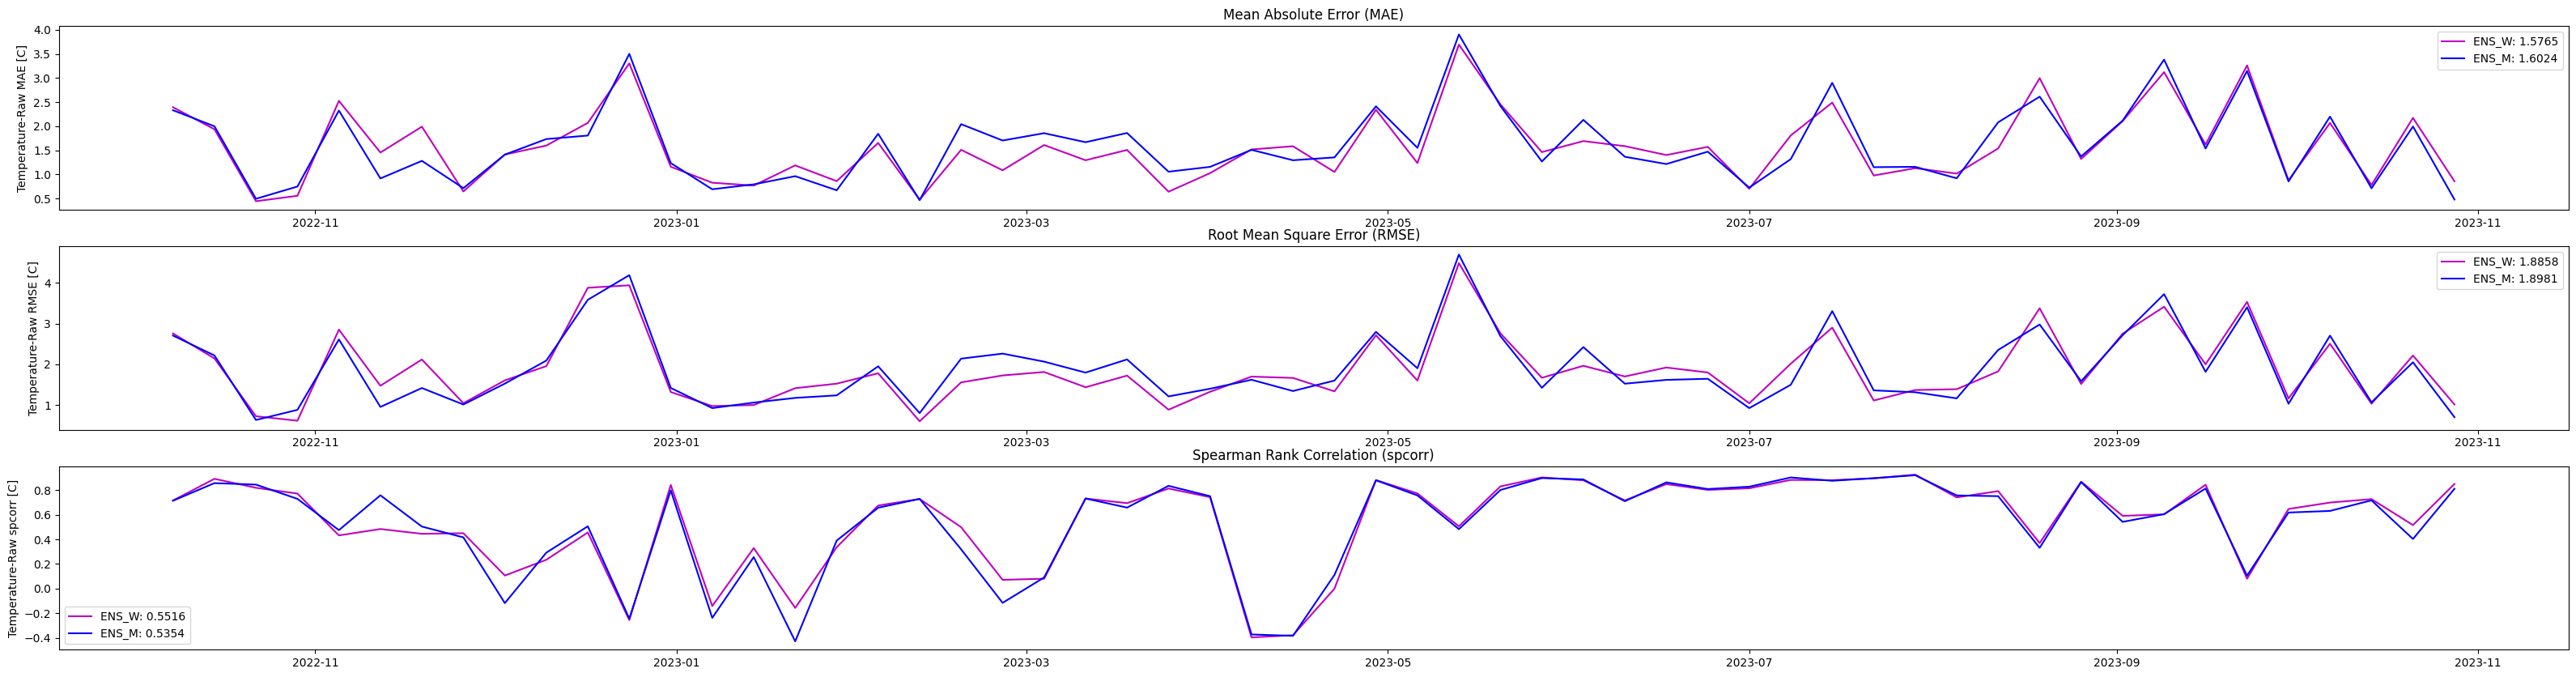 Mean Absolute Error (MAE)
Temperature-Raw MAE [C]
4.0
3.5
3.0
2.5
2.0
1.5
1.0
0.5
ENS_W: 1.5765
ENS_M: 1.6024
2022-11 2023-01 2023-03 2023-05 2023-07 2023-09 2023-11
Root Mean Square Error (RMSE)
Temperature-Raw RMSE [C]
4
3
2
1
ENS_W: 1.8858
ENS_M: 1.8981
2022-11 2023-01 2023-03 2023-05 2023-07 2023-09 2023-11
Spearman Rank Correlation (spcorr)
Temperature-Raw spcorr [C]
0.8
0.6
0.4
0.2
0.0
−0.2
−0.4
ENS_W: 0.5516
ENS_M: 0.5354
2022-11 2023-01 2023-03 2023-05 2023-07 2023-09 2023-11